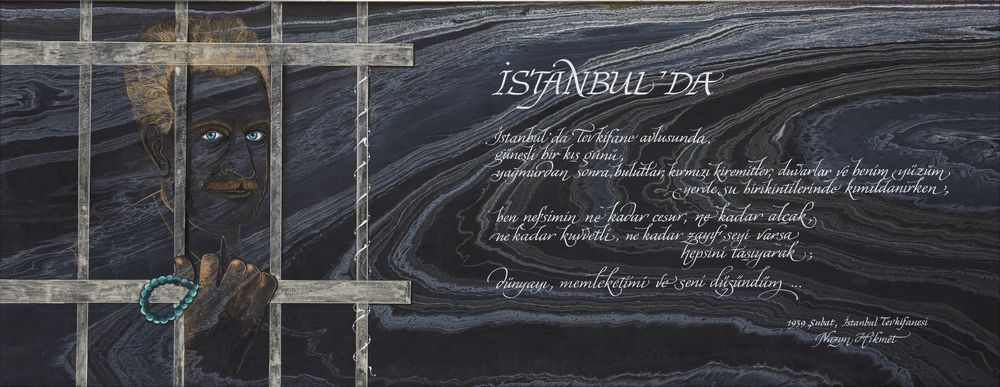 İSTANBUL'DA
İstanbul'da Tevkifane avlusunda,
güneşli bir kış günü,
yağmurdan sonra, bulutlar, kırmızı kiremitler, duvarlar ve benim yüzüm,
yerde, su birikintilerinde kımıldanırken,
ben nefsimin ne kadar cesur, ne kadar alçak,
ne kadar kuvvetli, ne kadar zayıf şeyi varsa
hepsini taşıyarak;
dünyayı, memleketimi ve seni düşündüm ...
1939 Şubat, İstanbul Tevkifanesi
Nazım Hikmet